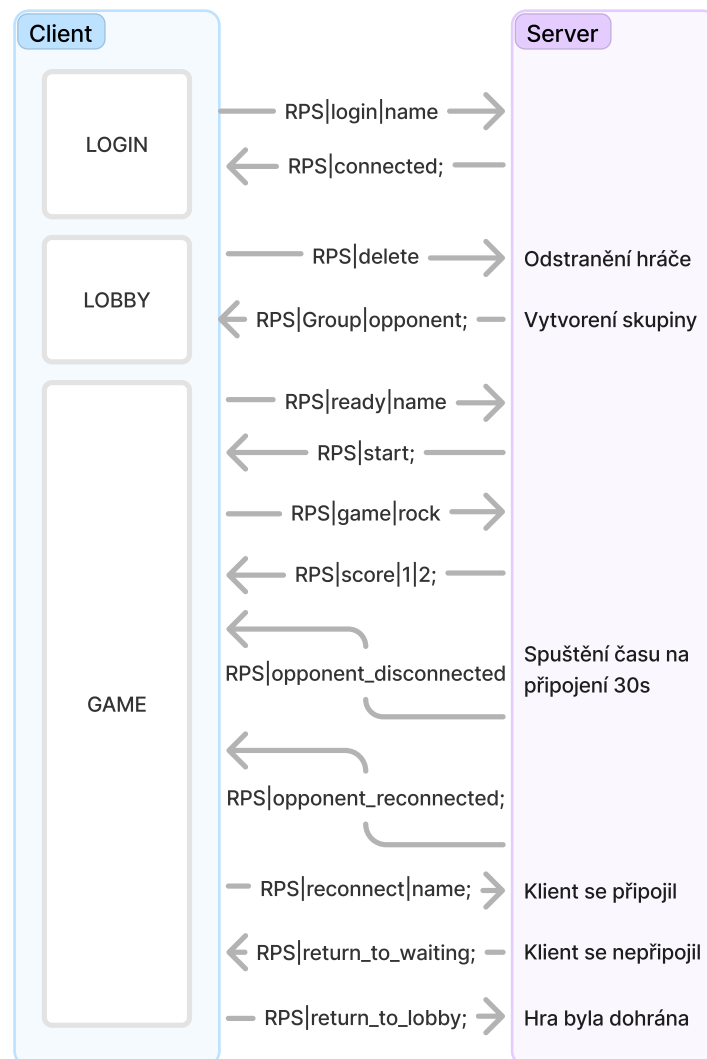 Client
Server
LOGIN
RPS|login|name
RPS|connected;
LOBBY
RPS|delete
Odstranění hráče
RPS|Group|opponent;
Vytvorení skupiny
GAME
RPS|ready|name
RPS|start;
RPS|game|rock
RPS|score|1|2;
RPS|opponent_disconnected
Spuštění času na
připojení 30s
RPS|opponent_reconnected;
RPS|reconnect|name;
Klient se připojil
RPS|return_to_waiting;
Klient se nepřipojil
RPS|return_to_lobby;
Hra byla dohrána